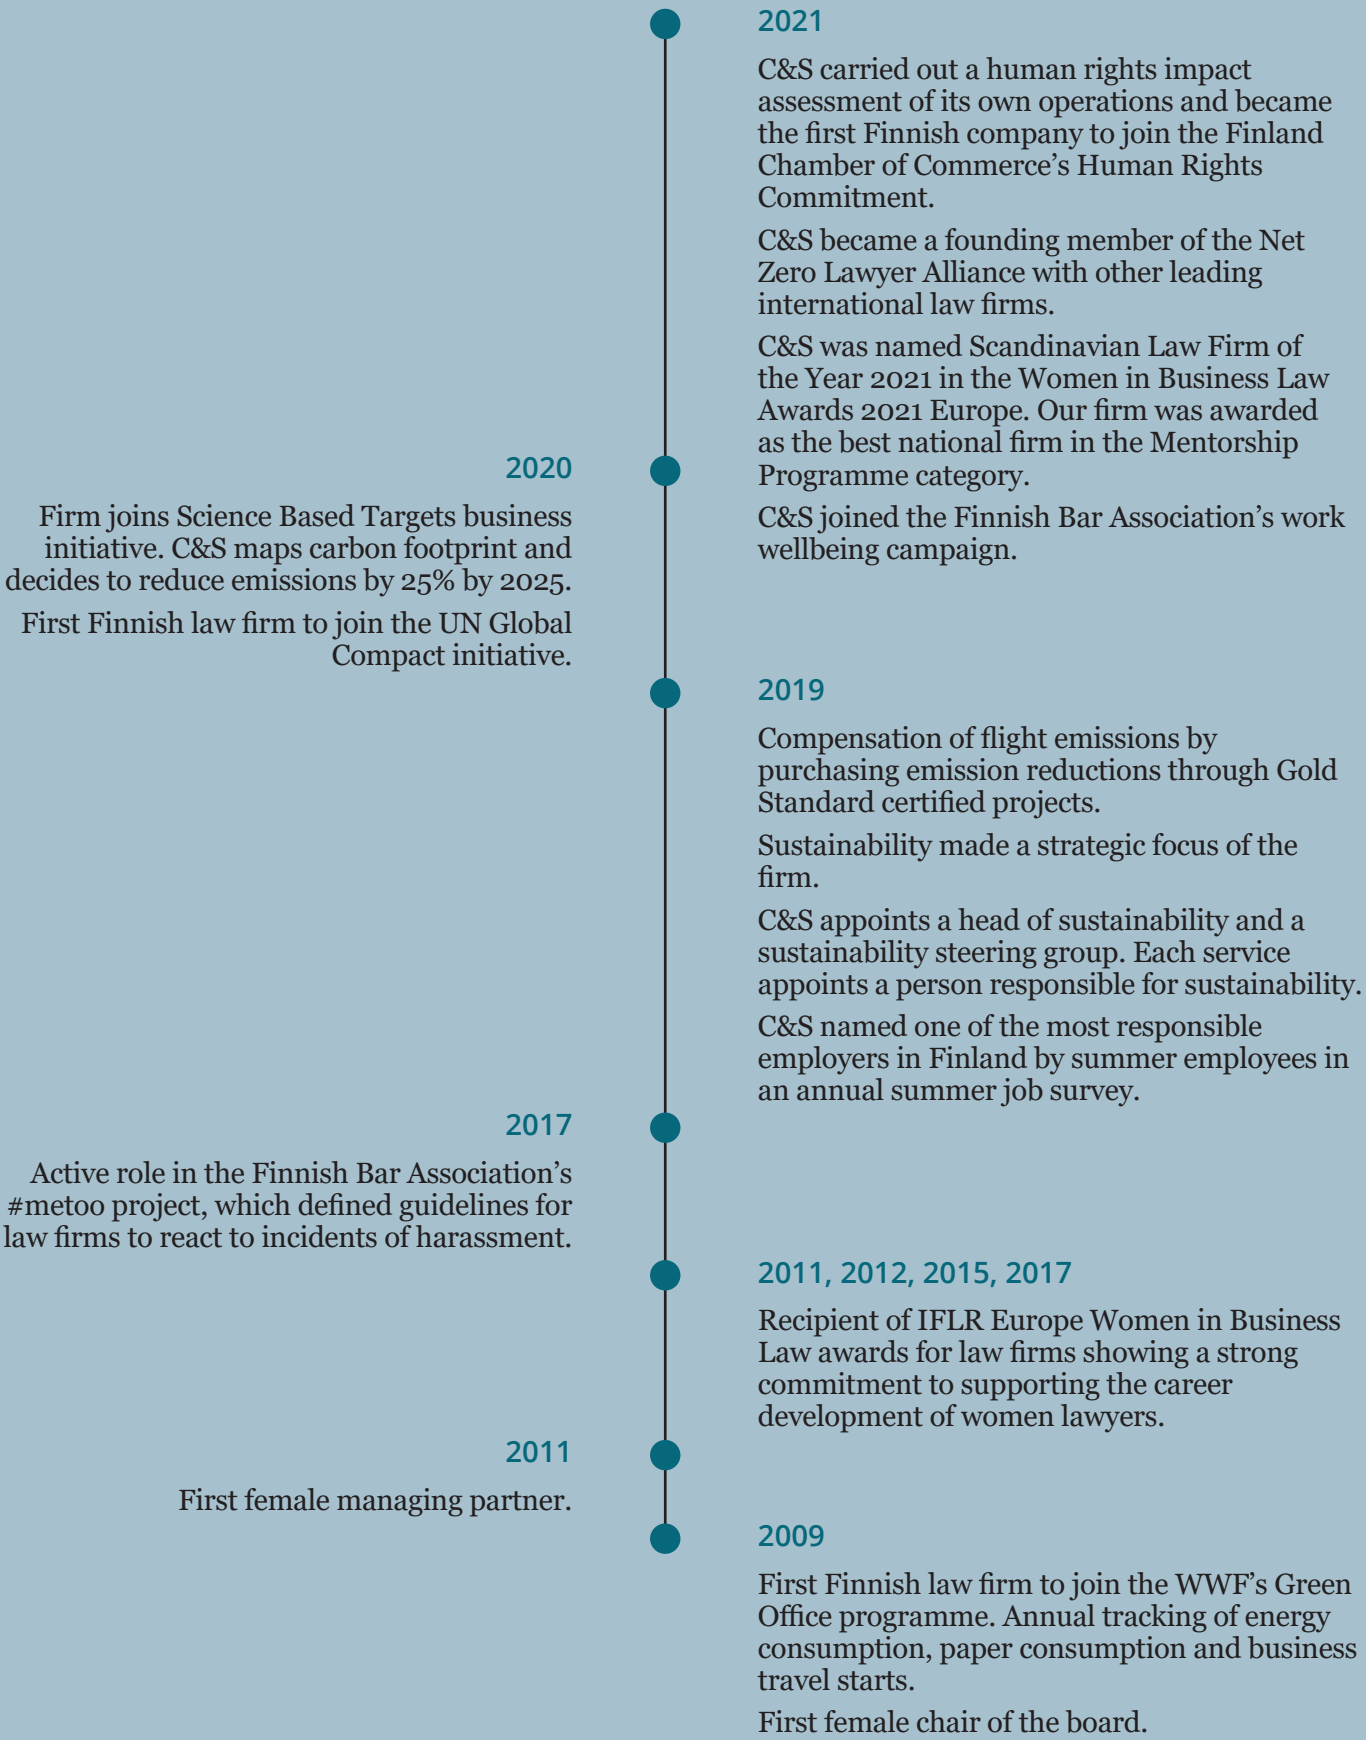 2021
C&S carried out a human rights impact
assessment of its own operations and became
the first Finnish company to join the Finland
Chamber of Commerce’s Human Rights
Commitment.
C&S became a founding member of the Net
Zero Lawyer Alliance with other leading
international law firms.
C&S was named Scandinavian Law Firm of
the Year 2021 in the Women in Business Law
Awards 2021 Europe. Our firm was awarded
as the best national firm in the Mentorship
Programme category.
C&S joined the Finnish Bar Association’s work
wellbeing campaign.
2020
Firm joins Science Based Targets business
initiative. C&S maps carbon footprint and
decides to reduce emissions by 25% by 2025.
First Finnish law firm to join the UN Global
Compact initiative.
2019
Compensation of flight emissions by
purchasing emission reductions through Gold
Standard certified projects.
Sustainability made a strategic focus of the
firm.
C&S appoints a head of sustainability and a
sustainability steering group. Each service
appoints a person responsible for sustainability.
C&S named one of the most responsible
employers in Finland by summer employees in
an annual summer job survey.
2017
Active role in the Finnish Bar Association’s
#metoo project, which defined guidelines for
law firms to react to incidents of harassment.
2011, 2012, 2015, 2017
Recipient of IFLR Europe Women in Business
Law awards for law firms showing a strong
commitment to supporting the career
development of women lawyers.
2011
First female managing partner.
2009
First Finnish law firm to join the WWF’s Green
Office programme. Annual tracking of energy
consumption, paper consumption and business
travel starts.
First female chair of the board.